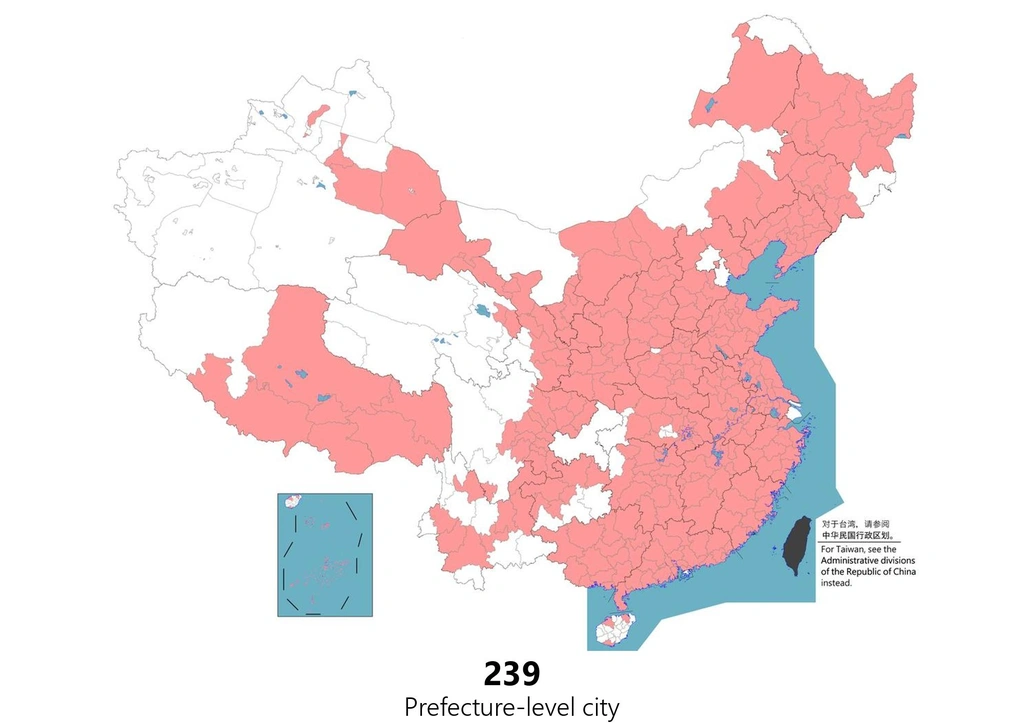 对于台湾，请参阅
中华民国行政区划。
For Taiwan, see the
Administrative divisions
of the Republic of China
instead.
239
Prefecture-level city